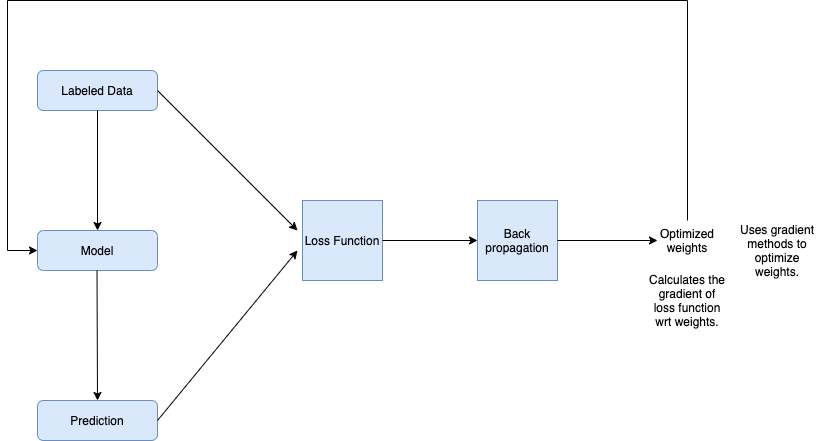 Labeled Data
Model
Prediction
Loss Function
Back
propagation
Optimized
weights
Calculates the
gradient of
loss function
wrt weights.
Uses gradient
methods to
optimize
weights.